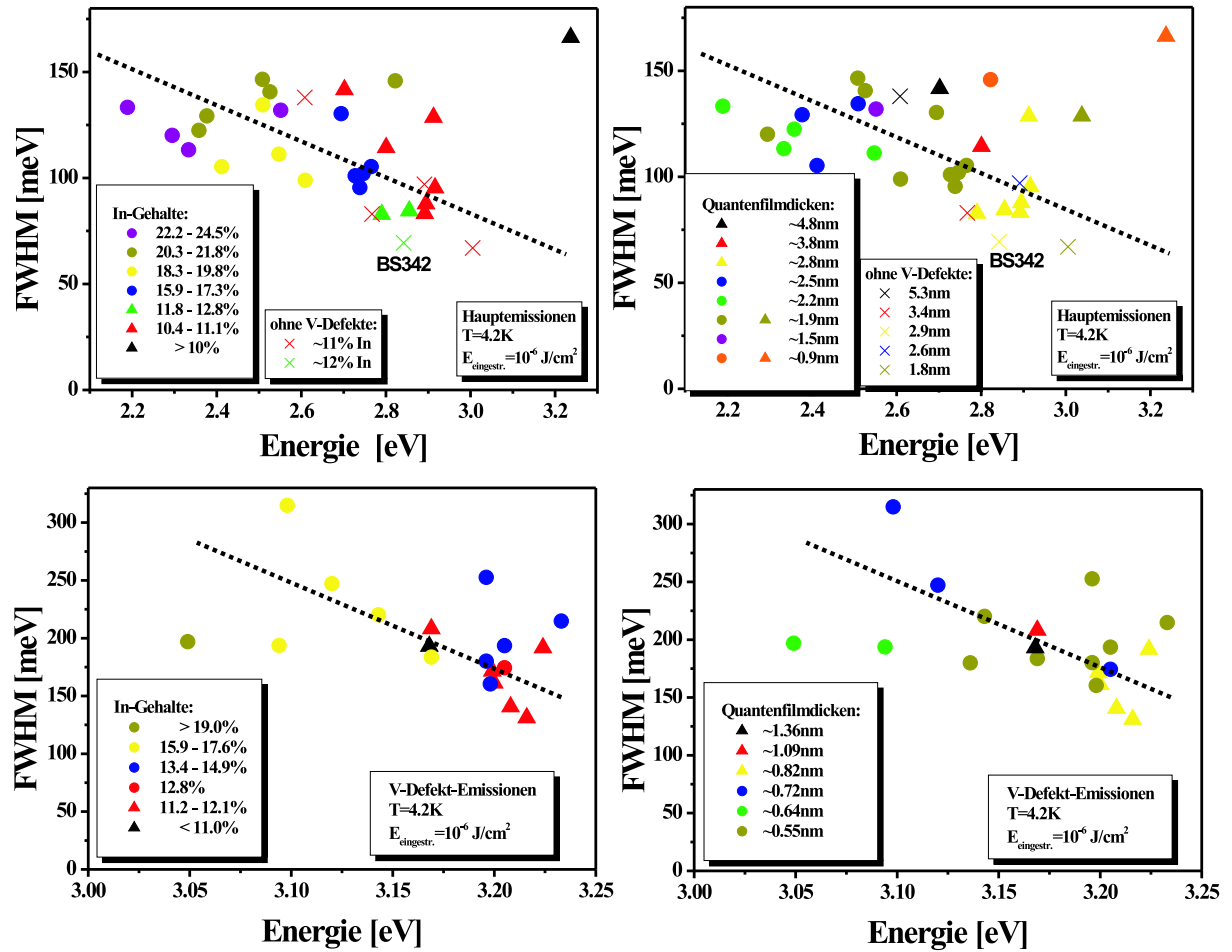 FWHM [meV]
150
100
50
0
2.2
2.4
2.6
2.8
3.0
3.2
Energie [eV]
In-Gehalte:
22.2 - 24.5%
20.3 - 21.8%
18.3 - 19.8%
15.9 - 17.3%
11.8 - 12.8%
10.4 - 11.1%
> 10%
ohne V-Defekte:
~11% In
~12% In
BS342
Hauptemissionen
T=4.2K
E eingestr. =10⁻⁶ J/cm²
FWHM [meV]
150
100
50
0
2.2
2.4
2.6
2.8
3.0
3.2
Energie [eV]
Quantenfilmdicken:
~4.8nm
~3.8nm
~2.8nm
~2.5nm
~2.2nm
~1.9nm
~1.5nm
~0.9nm
ohne V-Defekte:
5.3nm
3.4nm
2.9nm
2.6nm
1.8nm
BS342
Hauptemissionen
T=4.2K
E eingestr. =10⁻⁶ J/cm²
FWHM [meV]
300
250
200
150
100
50
0
3.00
3.05
3.10
3.15
3.20
3.25
Energie [eV]
In-Gehalte:
> 19.0%
15.9 - 17.6%
13.4 - 14.9%
12.8%
11.2 - 12.1%
< 11.0%
V-Defekt-Emissionen
T=4.2K
E eingestr. =10⁻⁶ J/cm²
FWHM [meV]
300
250
200
150
100
50
0
3.00
3.05
3.10
3.15
3.20
3.25
Energie [eV]
Quantenfilmdicken:
~1.36nm
~1.09nm
~0.82nm
~0.72nm
~0.64nm
~0.55nm
V-Defekt-Emissionen
T=4.2K
E eingestr. =10⁻⁶ J/cm²